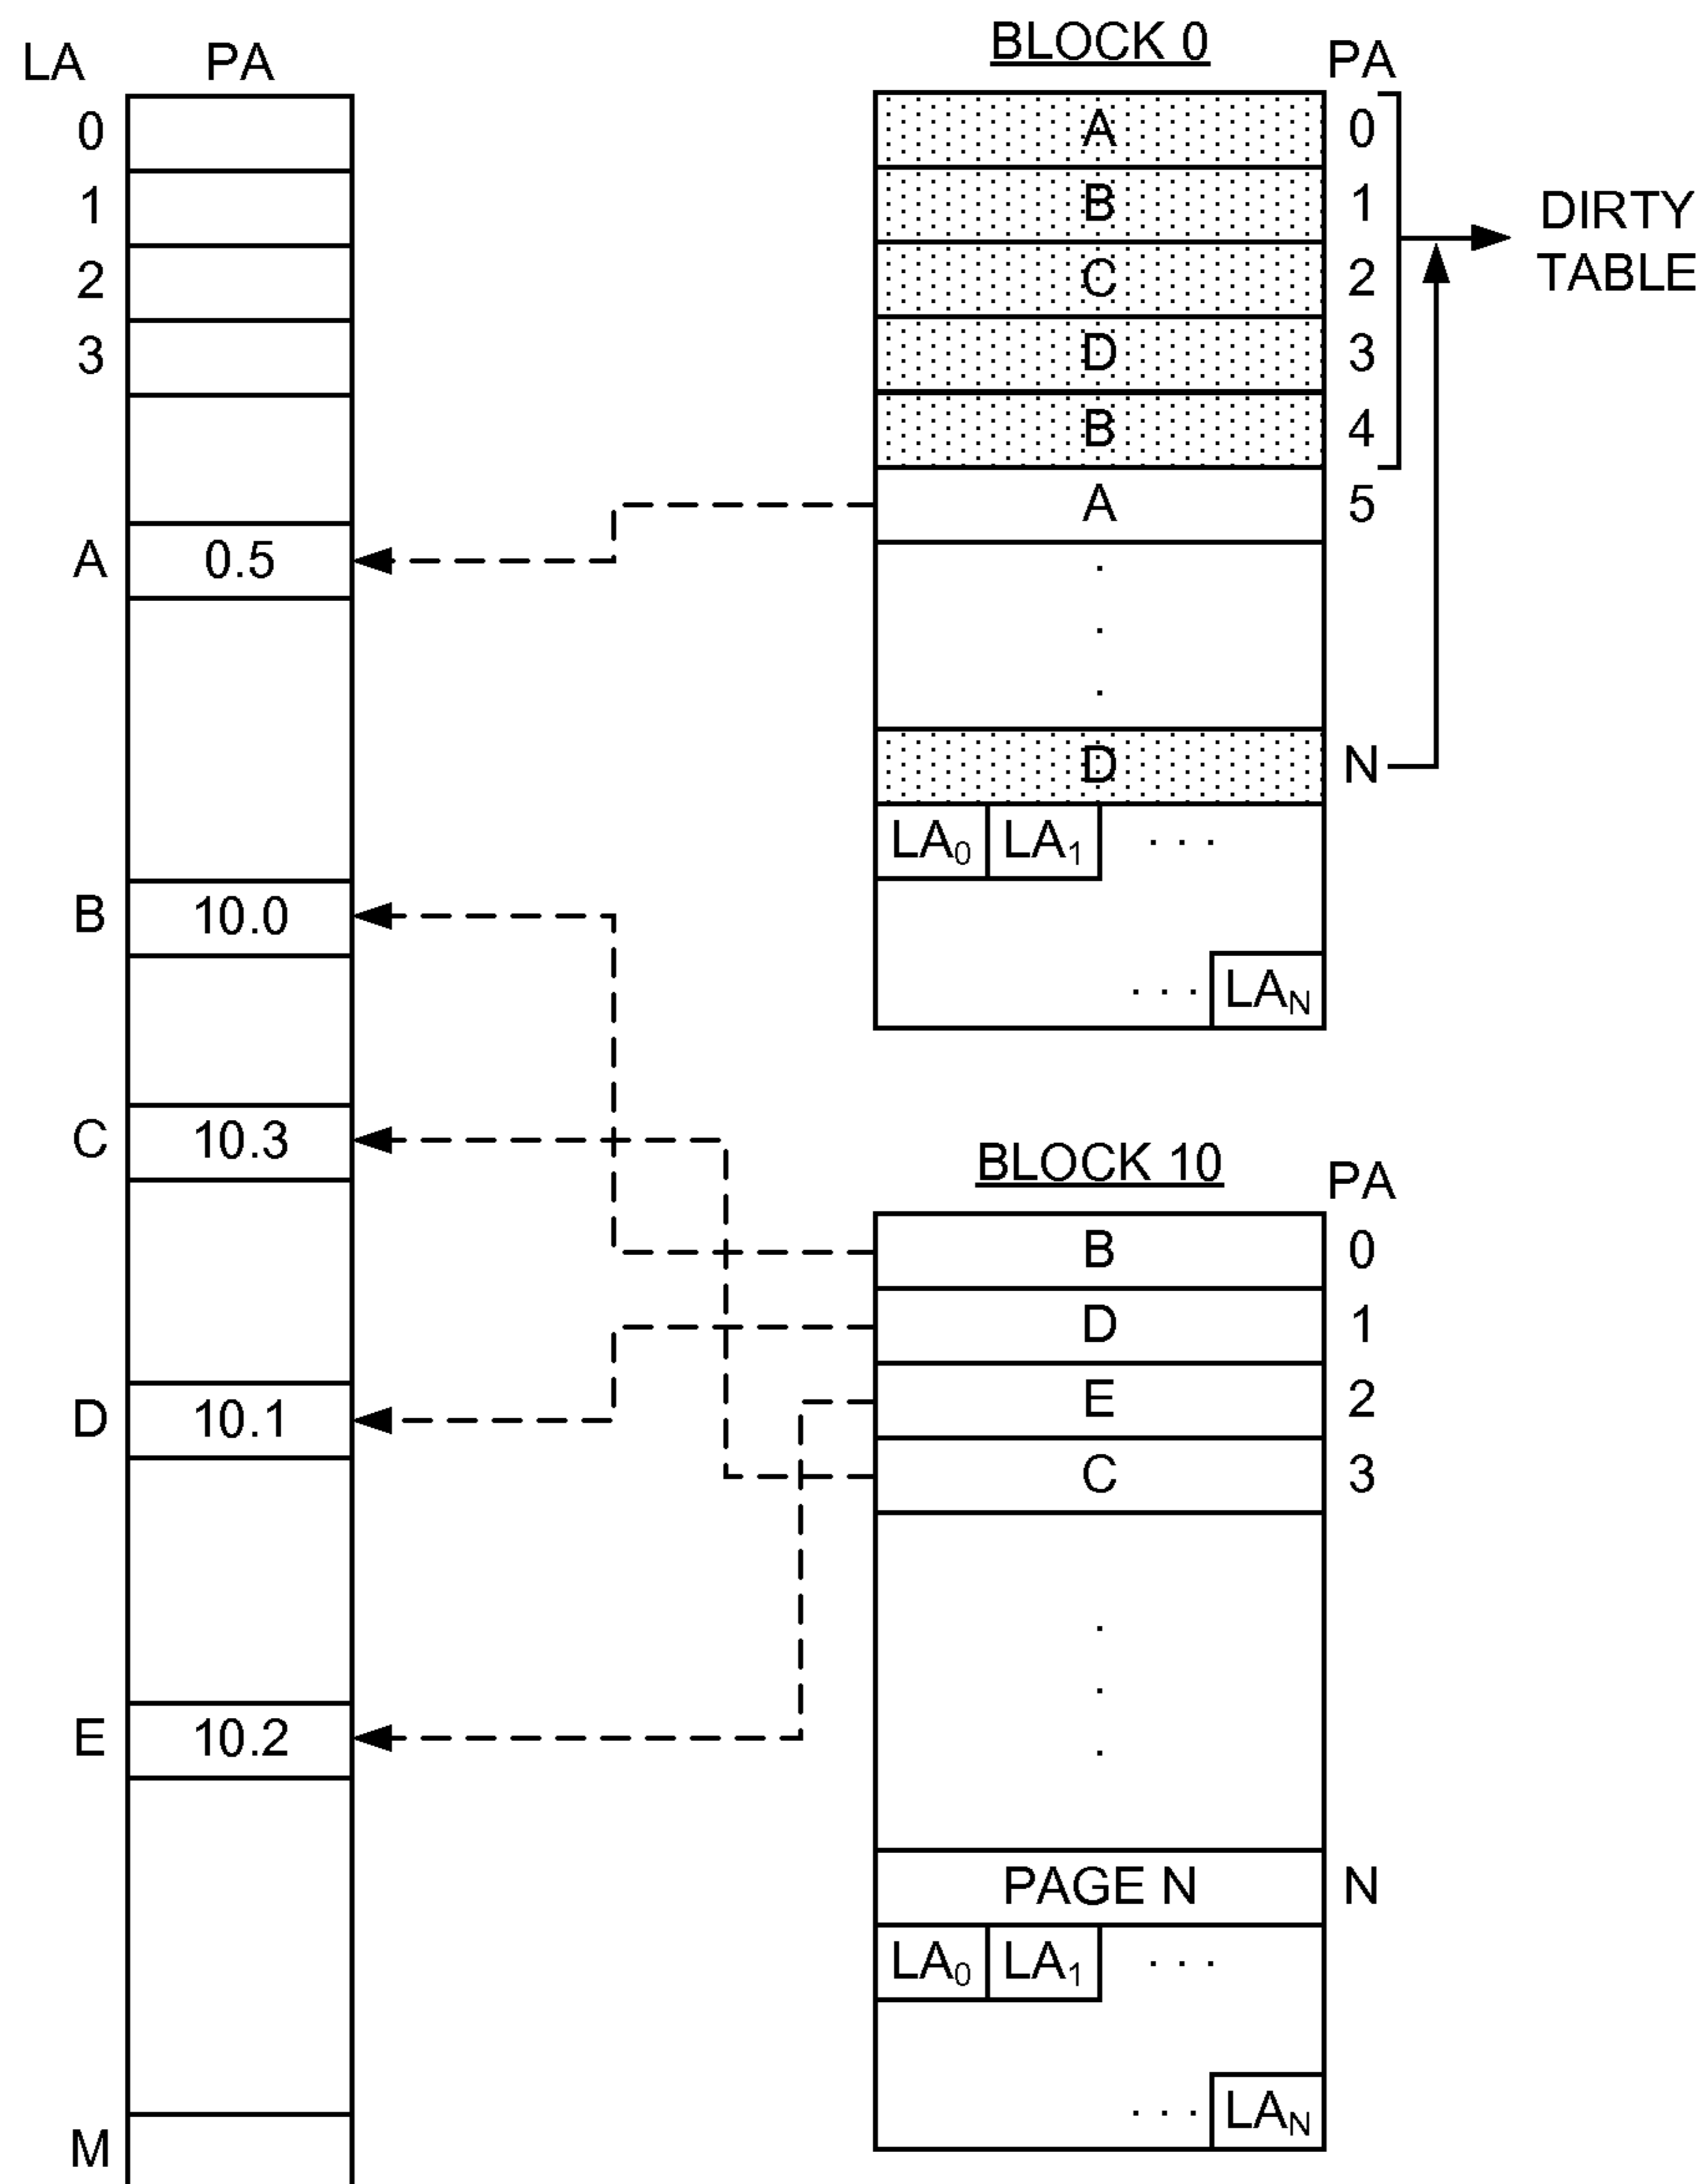 LA PA
0
1
2
3
A 0.5
B 10.0
C 10.3
D 10.1
E 10.2
M
BLOCK 0
PA
A 0
B 1
C 2
D 3
B 4
A 5
.
.
.
D N
DIRTY
TABLE
LA₀ LA₁ . . .
. . . LA_N
BLOCK 10
PA
B 0
D 1
E 2
C 3
.
.
.
PAGE N N
LA₀ LA₁ . . .
. . . LA_N